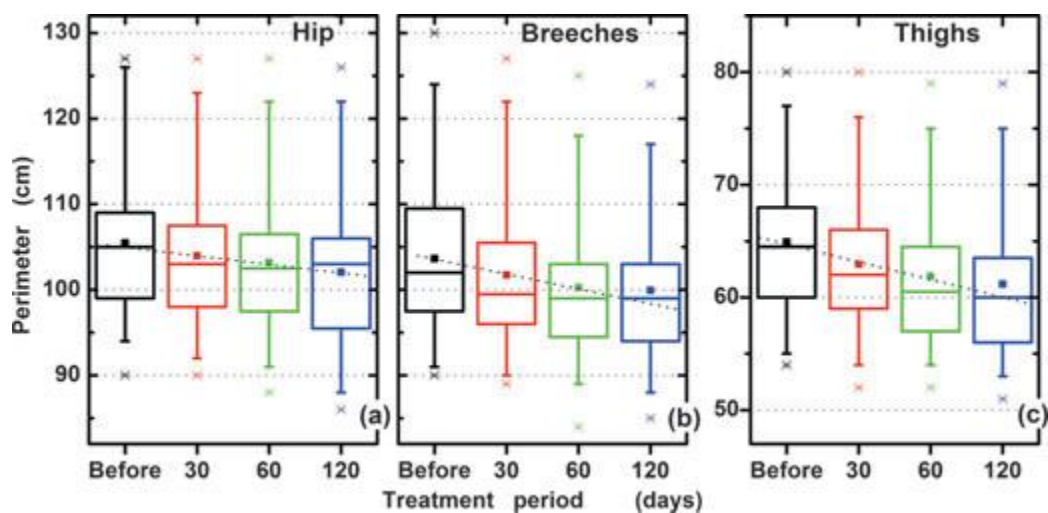 Hip
Breeches
Thighs
Perimeter (cm)
130
120
110
100
90
80
70
60
50
(a)
(b)
(c)
Before 30 60 120
Before 30 60 120
Before 30 60 120
Treatment period (days)